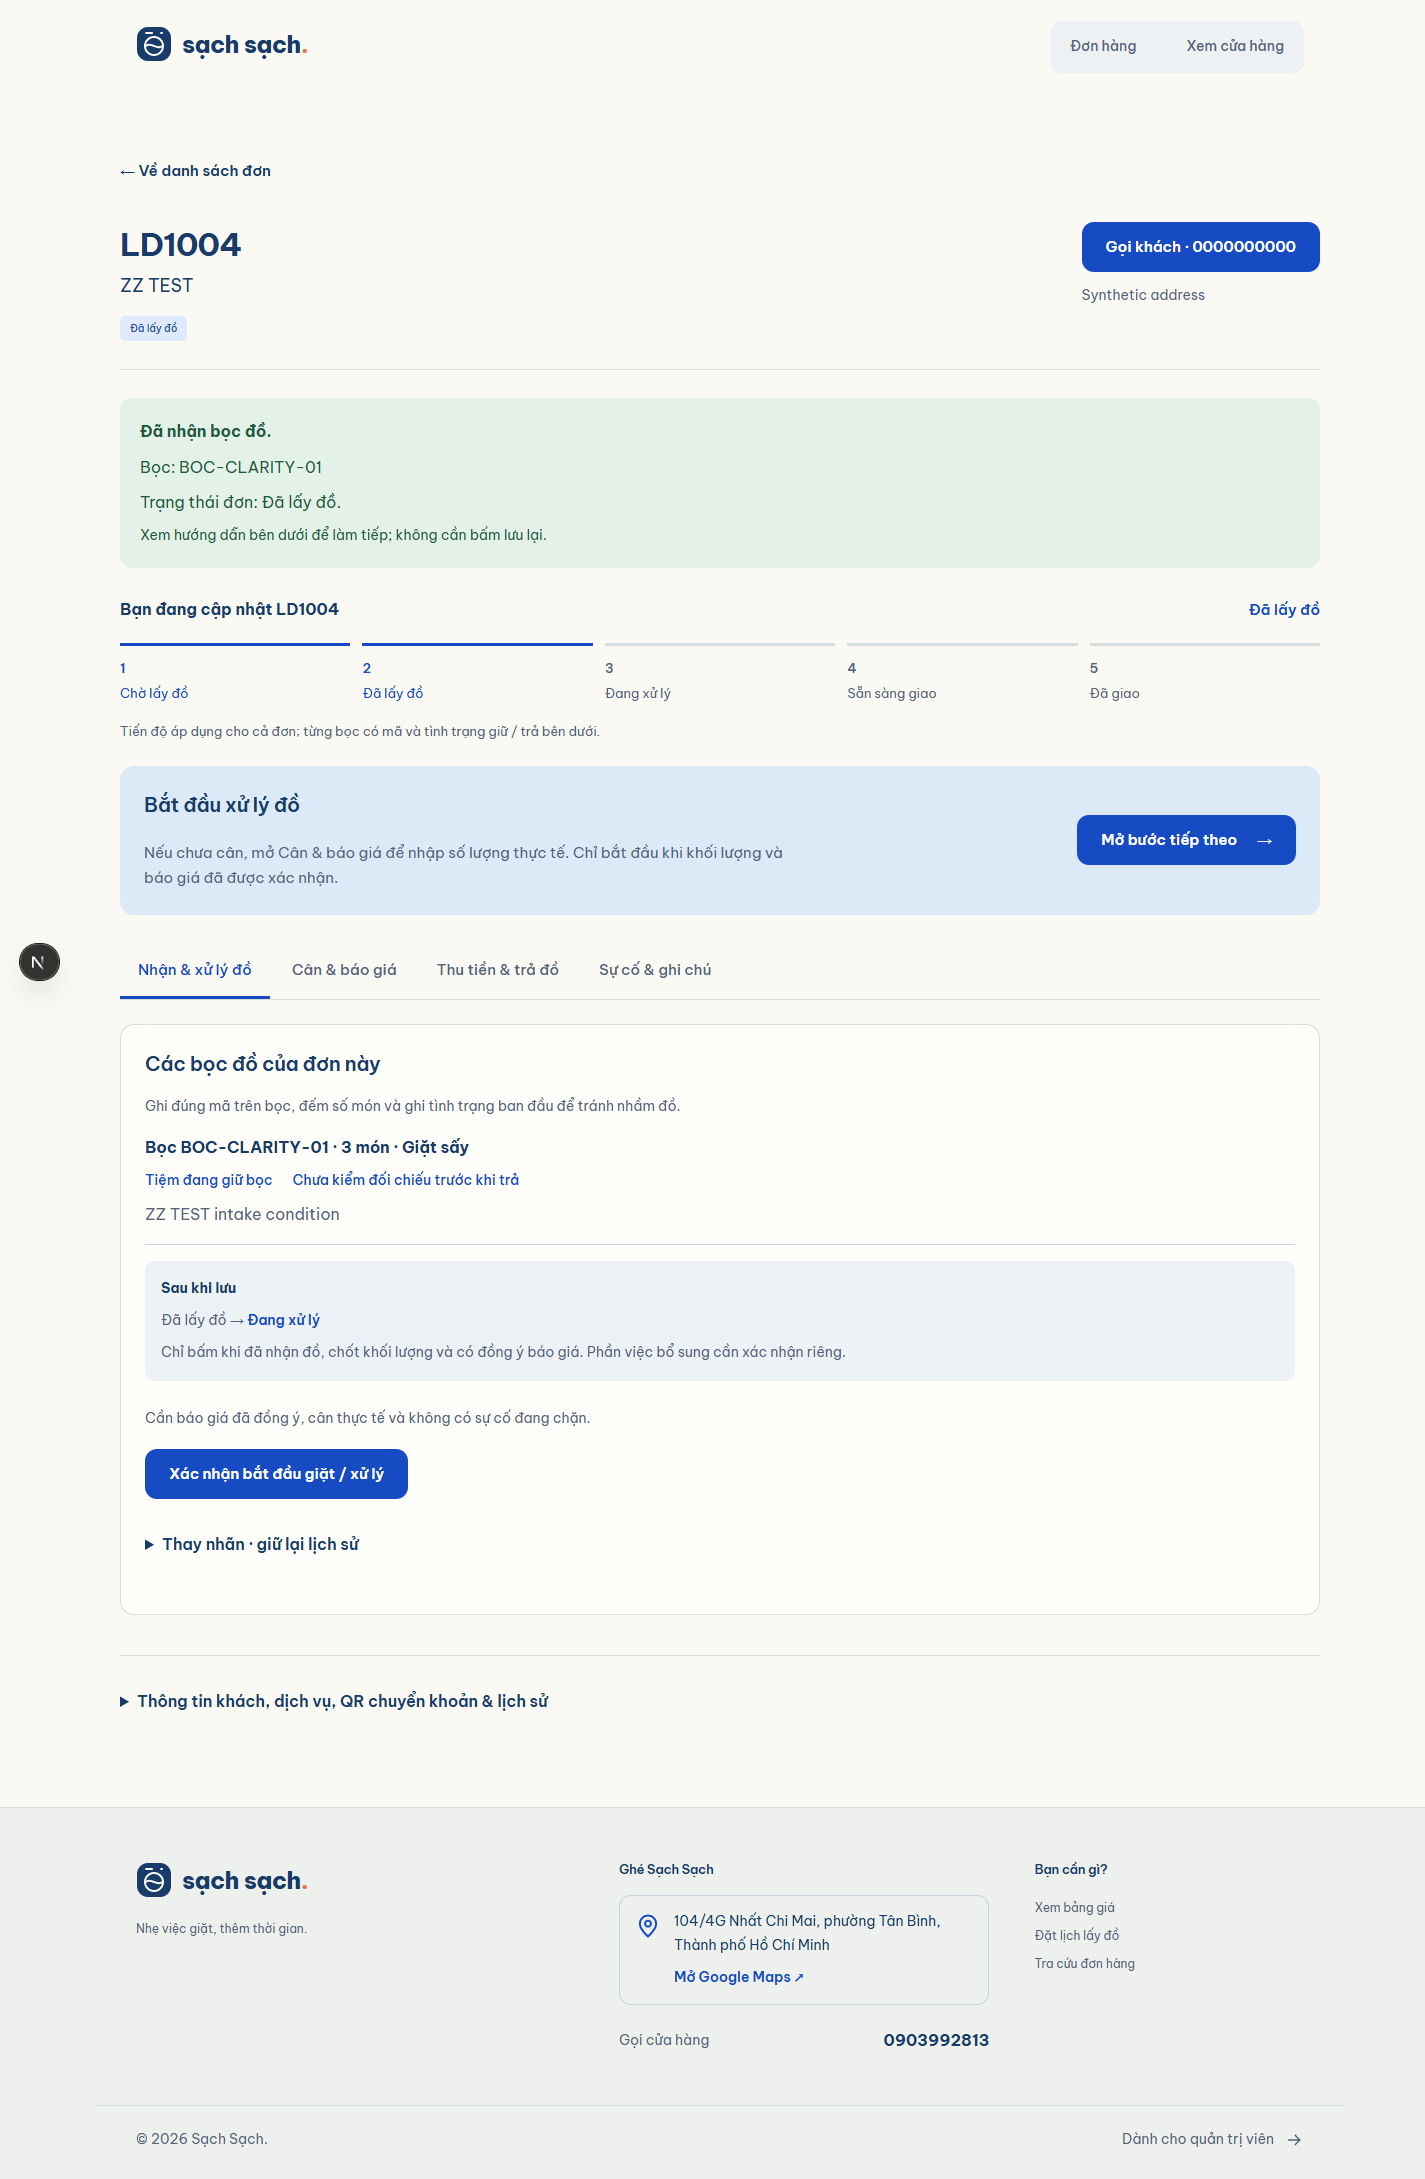 sạch sạch.
Đơn hàng
Xem cửa hàng
← Về danh sách đơn
LD1004
ZZ TEST
Đã lấy đồ
Gọi khách · 0000000000
Synthetic address
Đã nhận bọc đồ.
Bọc: BOC-CLARITY-01
Trạng thái đơn: Đã lấy đồ.
Xem hướng dẫn bên dưới để làm tiếp; không cần bấm lưu lại.
Bạn đang cập nhật LD1004
Đã lấy đồ
1
Chờ lấy đồ
2
Đã lấy đồ
3
Đang xử lý
4
Sẵn sàng giao
5
Đã giao
Tiến độ áp dụng cho cả đơn; từng bọc có mã và tình trạng giữ / trả bên dưới.
Bắt đầu xử lý đồ
Nếu chưa cân, mở Cân & báo giá để nhập số lượng thực tế. Chỉ bắt đầu khi khối lượng và
báo giá đã được xác nhận.
Mở bước tiếp theo →
N
Nhận & xử lý đồ
Cân & báo giá
Thu tiền & trả đồ
Sự cố & ghi chú
Các bọc đồ của đơn này
Ghi đúng mã trên bọc, đếm số món và ghi tình trạng ban đầu để tránh nhầm đồ.
Bọc BOC-CLARITY-01 · 3 món · Giặt sấy
Tiệm đang giữ bọc
Chưa kiểm đối chiếu trước khi trả
ZZ TEST intake condition
Sau khi lưu
Đã lấy đồ → Đang xử lý
Chỉ bấm khi đã nhận đồ, chốt khối lượng và có đồng ý báo giá. Phần việc bổ sung cần xác nhận riêng.
Cần báo giá đã đồng ý, cân thực tế và không có sự cố đang chặn.
Xác nhận bắt đầu giặt / xử lý
▶ Thay nhãn · giữ lại lịch sử
▶ Thông tin khách, dịch vụ, QR chuyển khoản & lịch sử
sạch sạch.
Nhẹ việc giặt, thêm thời gian.
Ghé Sạch Sạch
104/4G Nhất Chi Mai, phường Tân Bình,
Thành phố Hồ Chí Minh
Mở Google Maps ↗
Gọi cửa hàng
0903992813
Bạn cần gì?
Xem bảng giá
Đặt lịch lấy đồ
Tra cứu đơn hàng
© 2026 Sạch Sạch.
Dành cho quản trị viên →